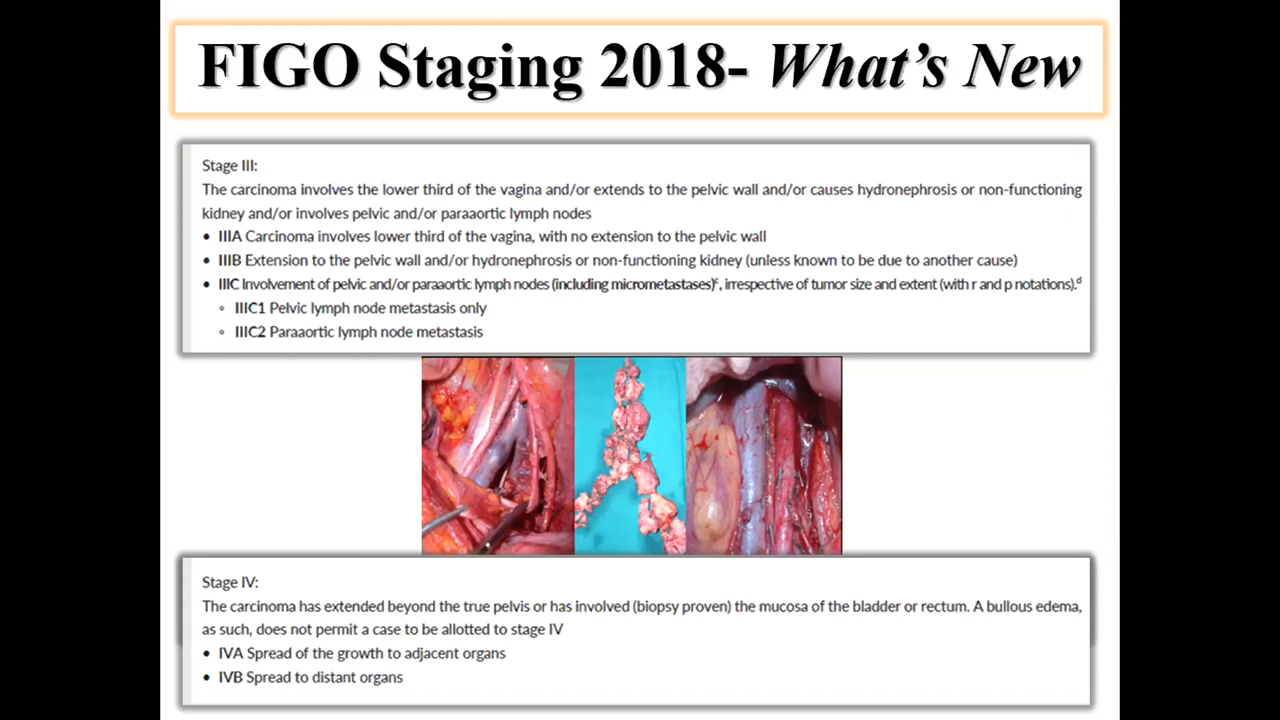 FIGO Staging 2018- What's New
Stage III:
The carcinoma involves the lower third of the vagina and/or extends to the pelvic wall and/or causes hydronephrosis or non-functioning
kidney and/or involves pelvic and/or paraaortic lymph nodes
• IIIA Carcinoma involves lower third of the vagina, with no extension to the pelvic wall
• IIIB Extension to the pelvic wall and/or hydronephrosis or non-functioning kidney (unless known to be due to another cause)
• IIIC Involvement of pelvic and/or paraaortic lymph nodes (including micrometastases)ᶜ, irrespective of tumor size and extent (with r and p notations).ᵈ
◦ IIIC1 Pelvic lymph node metastasis only
◦ IIIC2 Paraaortic lymph node metastasis
Stage IV:
The carcinoma has extended beyond the true pelvis or has involved (biopsy proven) the mucosa of the bladder or rectum. A bullous edema,
as such, does not permit a case to be allotted to stage IV
• IVA Spread of the growth to adjacent organs
• IVB Spread to distant organs